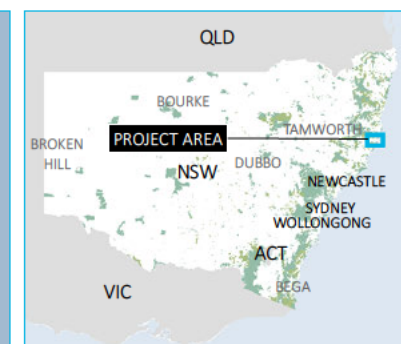 QLD
BOURKE
PROJECT AREA
TAMWORTH
BROKEN
HILL
DUBBO
NSW
NEWCASTLE
SYDNEY
WOLLONGONG
ACT
VIC
BEGA